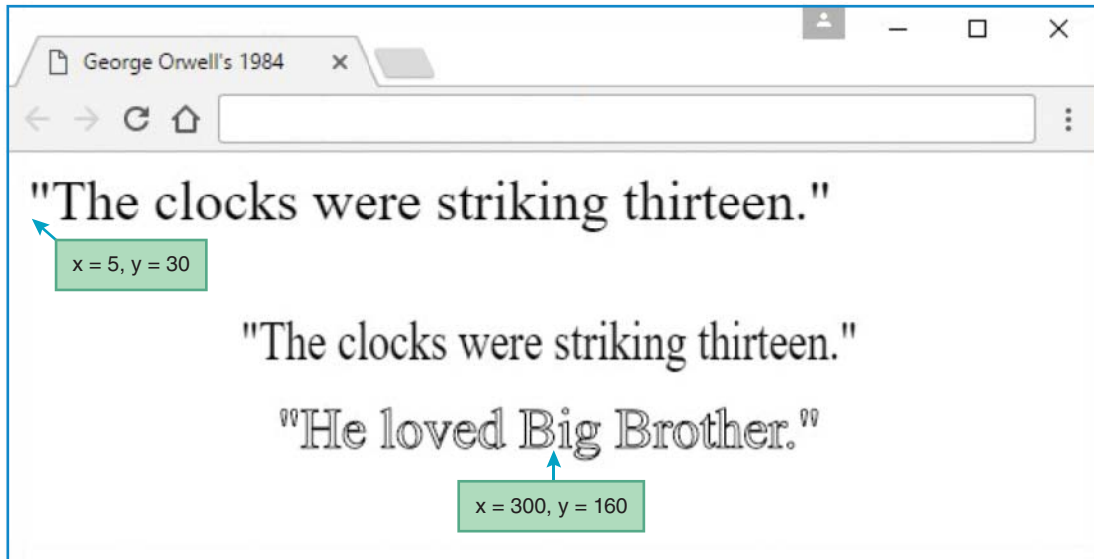 George Orwell's 1984
"The clocks were striking thirteen."
x = 5, y = 30
"The clocks were striking thirteen."
"He loved Big Brother."
x = 300, y = 160